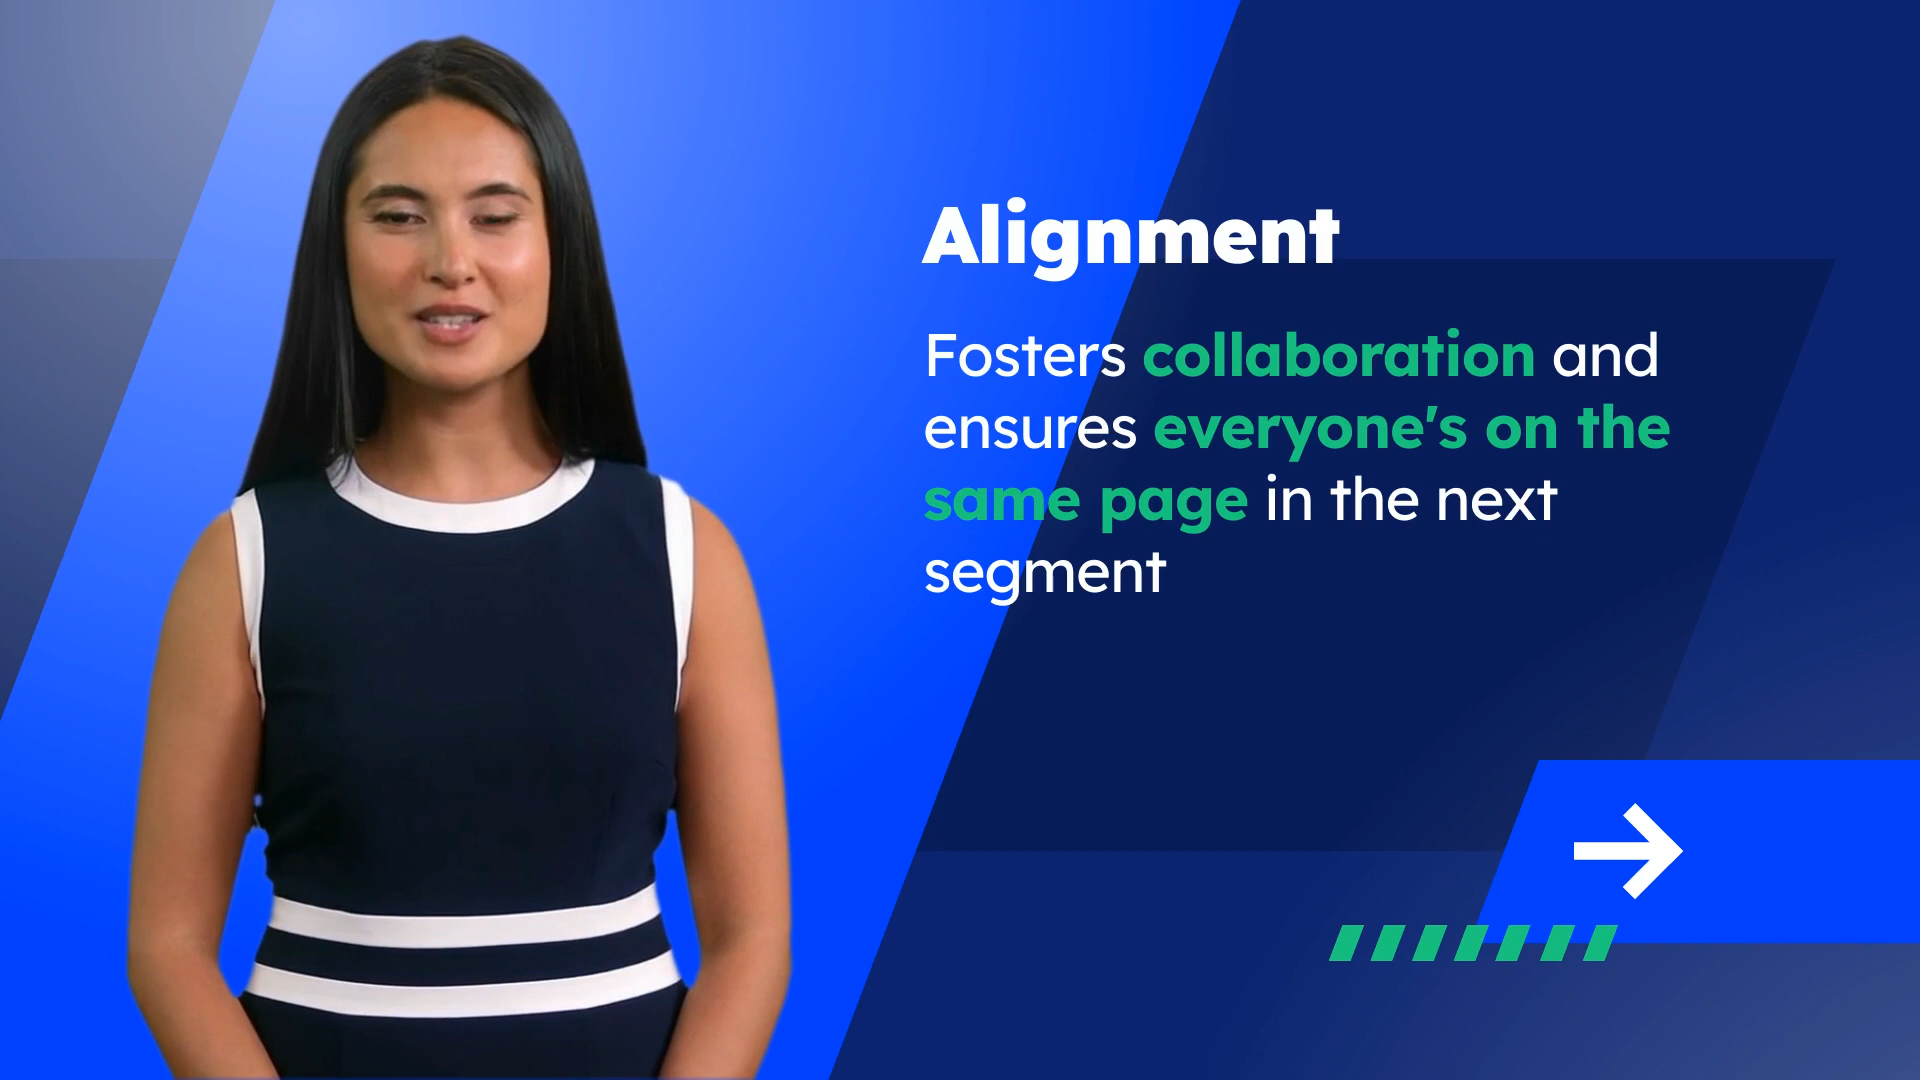 Alignment
Fosters collaboration and
ensures everyone's on the
same page in the next
segment